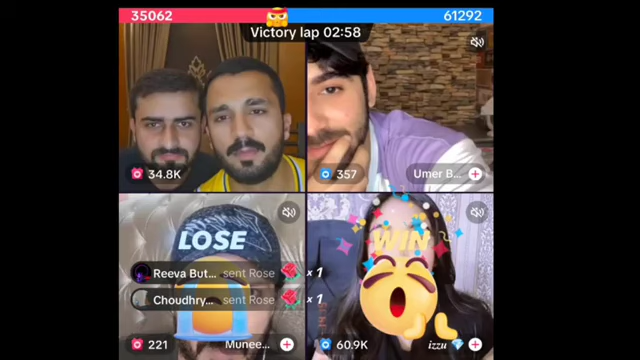 35062
61292
Victory lap 02:58
34.8K
357
Umer B...
LOSE
WIN
Reeva But... sent Rose x 1
Choudhry... sent Rose x 1
221
Munee...
60.9K
izzu